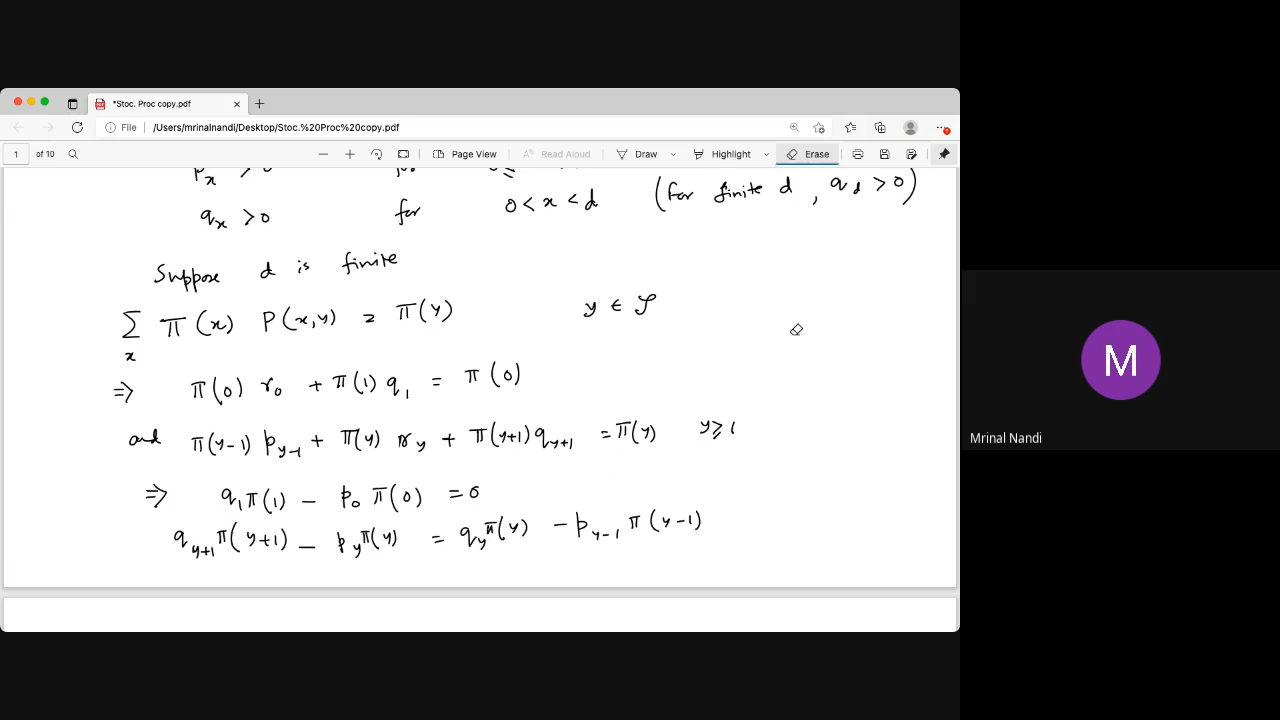 *Stoc. Proc copy.pdf
File /Users/mrinalnandi/Desktop/Stoc.%20Proc%20copy.pdf
1 of 10 Page View Read Aloud Draw Highlight Erase
(for finite d, q_d > 0)
q_x > 0 for 0 < x < d
Suppose d is finite
Σ_x π(x) P(x,y) = π(y) y ∈ 𝒮
⇒ π(0) r_0 + π(1) q_1 = π(0)
and π(y-1) p_{y-1} + π(y) r_y + π(y+1) q_{y+1} = π(y) y ≥ 1
⇒ q_1 π(1) - p_0 π(0) = 0
q_{y+1} π(y+1) - p_y π(y) = q_y π(y) - p_{y-1} π(y-1)
M
Mrinal Nandi